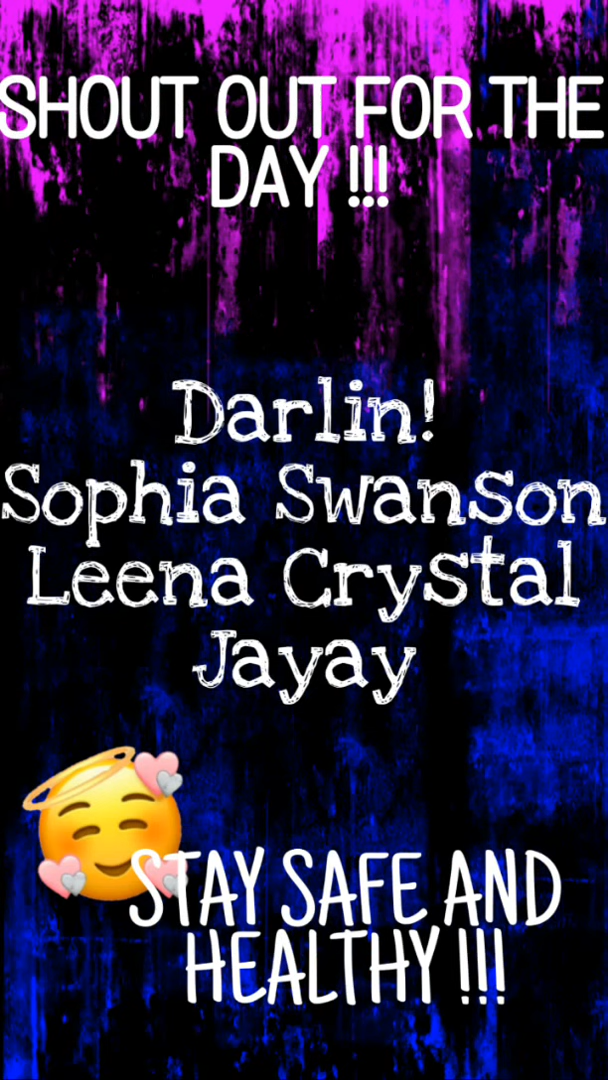 SHOUT OUT FOR THE
DAY !!!
Darlin!
Sophia Swanson
Leena Crystal
Jayay
STAY SAFE AND
HEALTHY !!!